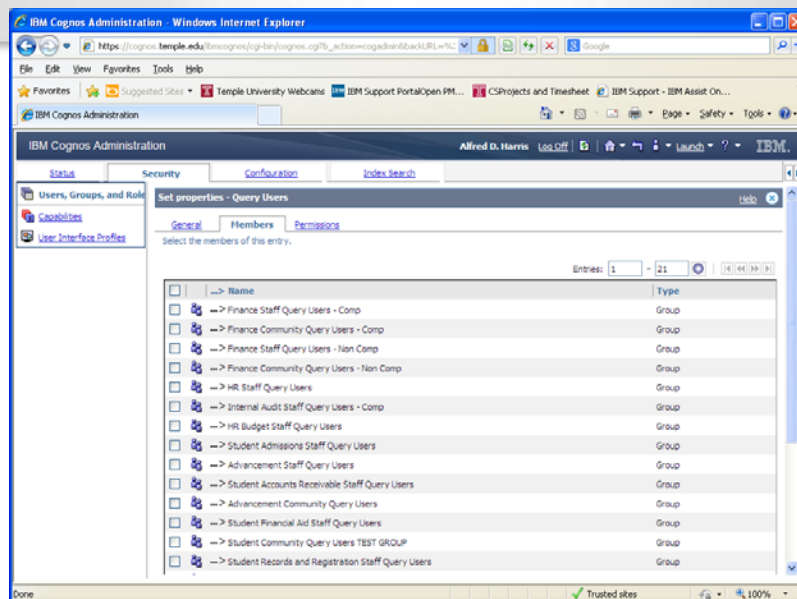 IBM Cognos Administration - Windows Internet Explorer
https://cognos.temple.edu/ibmcognos/cgi-bin/cognos.cgi?b_action=cogadmin&backURL=%
Google
File Edit View Favorites Tools Help
Favorites Suggested Sites Temple University Webcams IBM Support PortalOpen PM... CSProjects and Timesheet IBM Support - IBM Assist On...
IBM Cognos Administration
Page Safety Tools
IBM Cognos Administration Alfred D. Harris Log Off Launch ? IBM.
Status Security Configuration Index Search
Users, Groups, and Role
Capabilities
User Interface Profiles
Set properties - Query Users Help
General Members Permissions
Select the members of this entry.
Entries: 1 - 21
...> Name Type
---> Finance Staff Query Users - Comp Group
---> Finance Community Query Users - Comp Group
---> Finance Staff Query Users - Non Comp Group
---> Finance Community Query Users - Non Comp Group
---> HR Staff Query Users Group
---> Internal Audit Staff Query Users - Comp Group
---> HR Budget Staff Query Users Group
---> Student Admissions Staff Query Users Group
---> Advancement Staff Query Users Group
---> Student Accounts Receivable Staff Query Users Group
---> Advancement Community Query Users Group
---> Student Financial Aid Staff Query Users Group
---> Student Community Query Users TEST GROUP Group
---> Student Records and Registration Staff Query Users Group
Done Trusted sites 100%